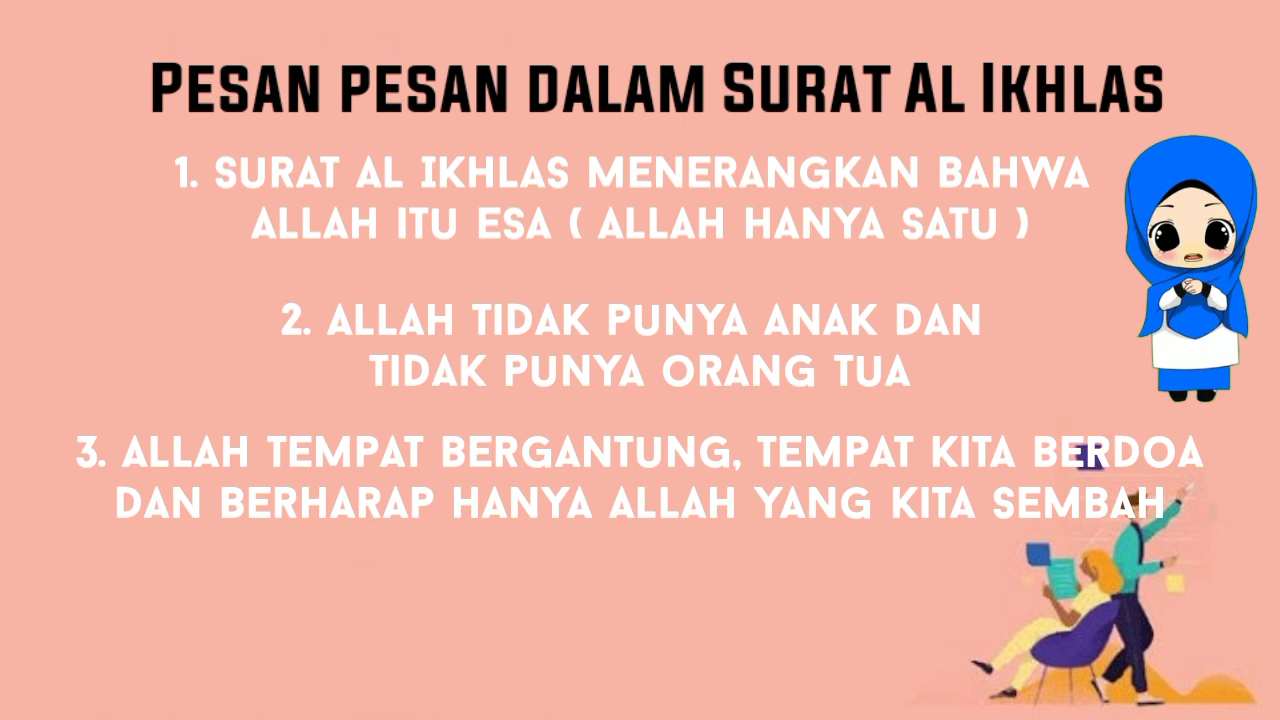 Pesan pesan dalam Surat Al Ikhlas
1. SURAT AL IKHLAS MENERANGKAN BAHWA
ALLAH ITU ESA ( ALLAH HANYA SATU )
2. ALLAH TIDAK PUNYA ANAK DAN
TIDAK PUNYA ORANG TUA
3. ALLAH TEMPAT BERGANTUNG, TEMPAT KITA BERDOA
DAN BERHARAP HANYA ALLAH YANG KITA SEMBAH